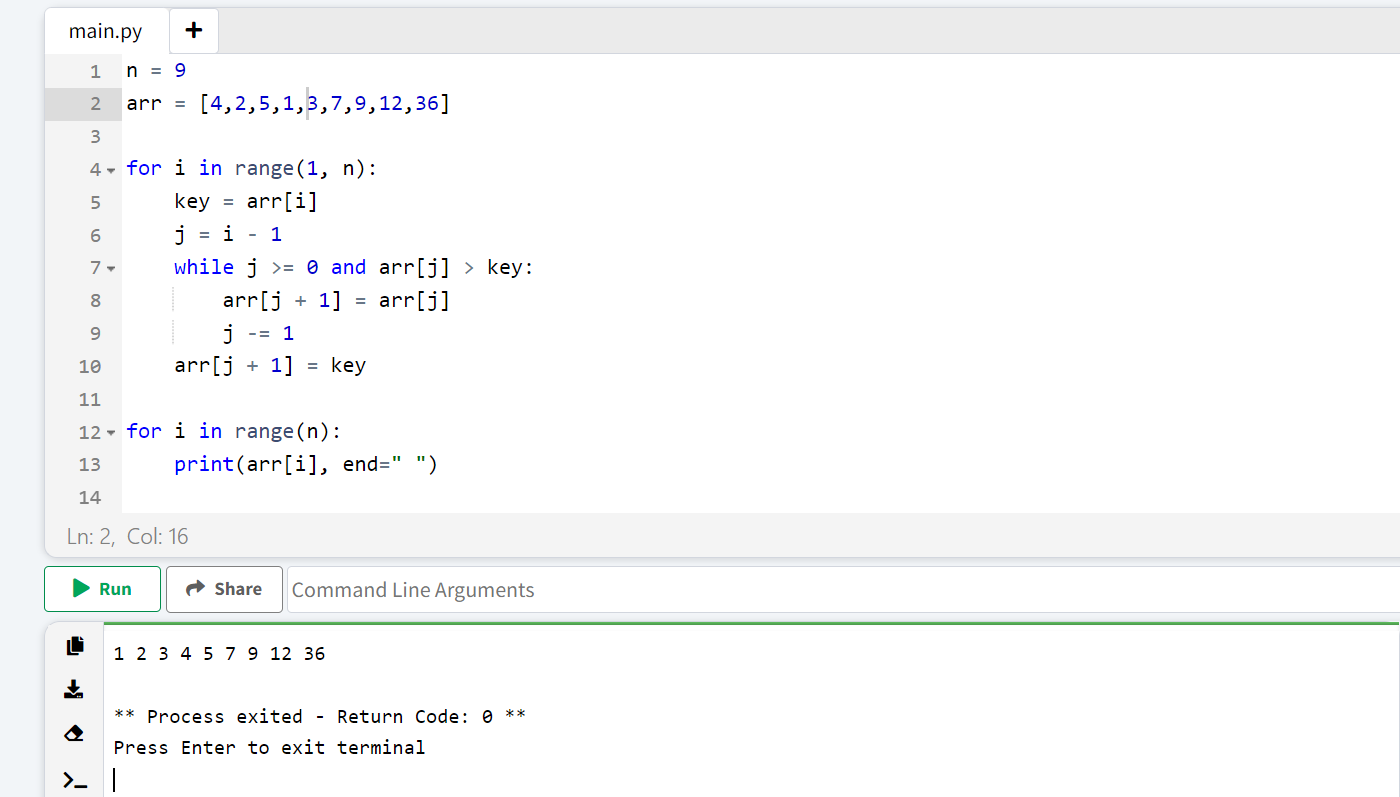 main.py +
1 n = 9
2 arr = [4,2,5,1,3,7,9,12,36]
3
4 for i in range(1, n):
5     key = arr[i]
6     j = i - 1
7     while j >= 0 and arr[j] > key:
8         arr[j + 1] = arr[j]
9         j -= 1
10     arr[j + 1] = key
11
12 for i in range(n):
13     print(arr[i], end=" ")
14
Ln: 2, Col: 16
Run Share Command Line Arguments
1 2 3 4 5 7 9 12 36
** Process exited - Return Code: 0 **
Press Enter to exit terminal